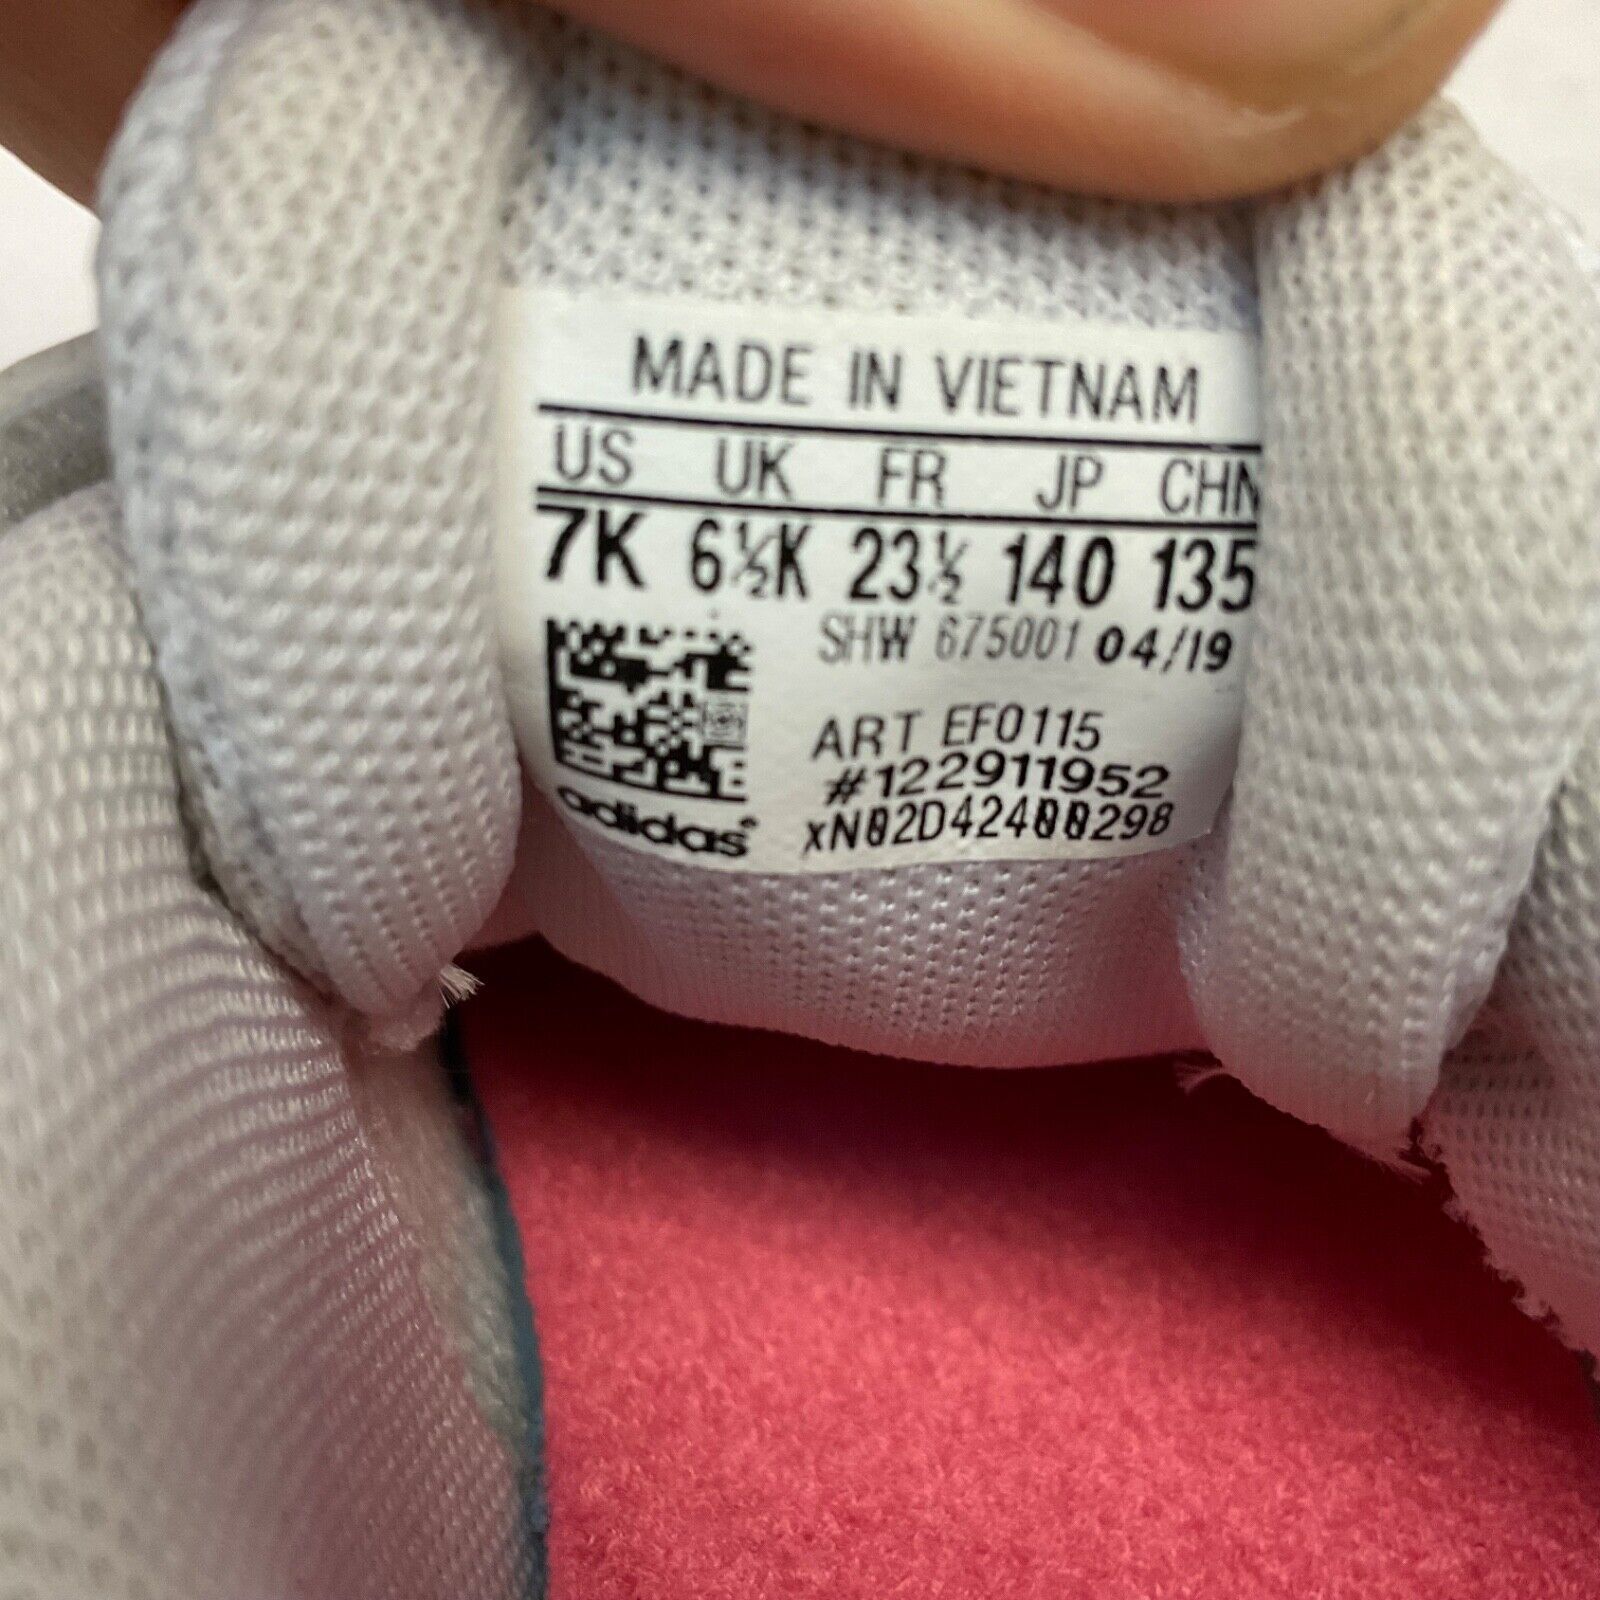 MADE IN VIETNAM
US UK FR JP CHN
7K 6½K 23½ 140 135
SHW 675001 04/19
ART EF0115
#122911952
adidas® xN02D42400298